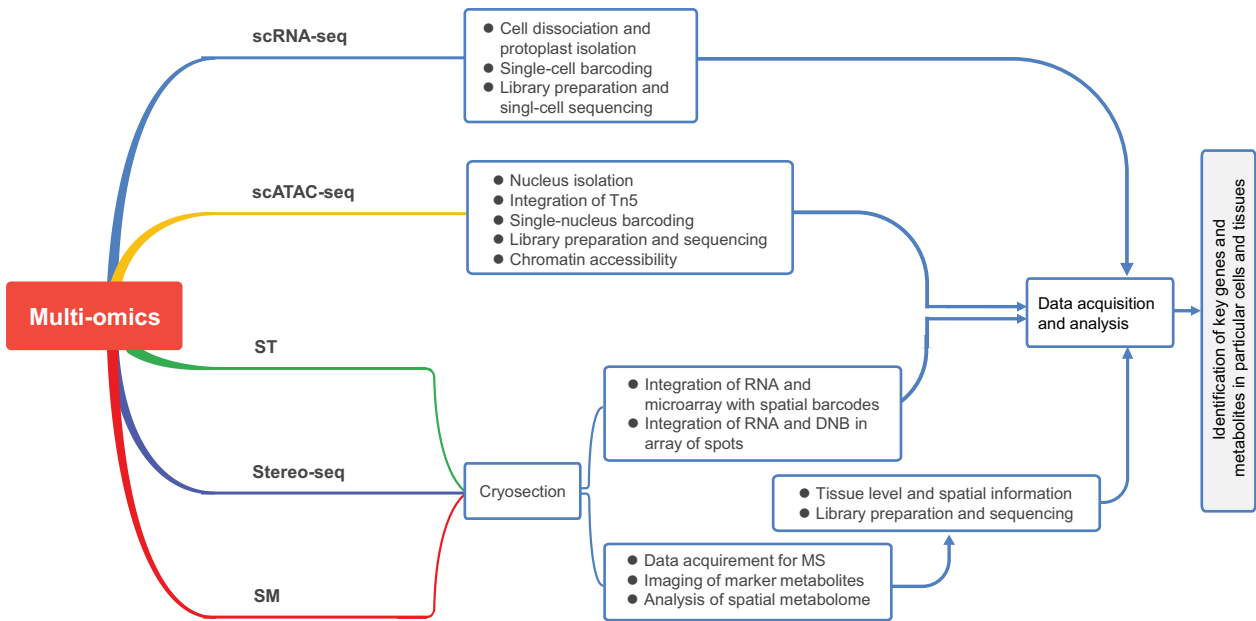 scRNA-seq
● Cell dissociation and
protoplast isolation
● Single-cell barcoding
● Library preparation and
singl-cell sequencing
scATAC-seq
● Nucleus isolation
● Integration of Tn5
● Single-nucleus barcoding
● Library preparation and sequencing
● Chromatin accessibility
Multi-omics
ST
Stereo-seq
SM
Cryosection
● Integration of RNA and
microarray with spatial barcodes
● Integration of RNA and DNB in
array of spots
● Data acquirement for MS
● Imaging of marker metabolites
● Analysis of spatial metabolome
● Tissue level and spatial information
● Library preparation and sequencing
Data acquisition
and analysis
Identification of key genes and
metabolites in particular cells and tissues